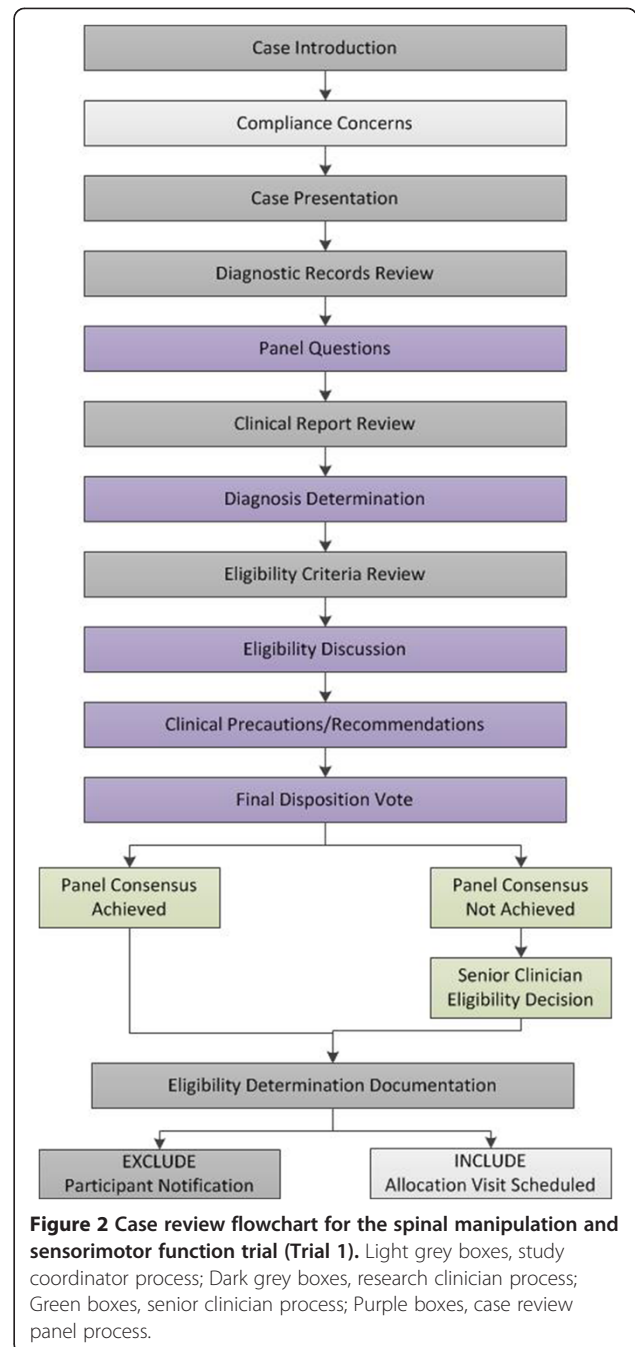 Case Introduction
Compliance Concerns
Case Presentation
Diagnostic Records Review
Panel Questions
Clinical Report Review
Diagnosis Determination
Eligibility Criteria Review
Eligibility Discussion
Clinical Precautions/Recommendations
Final Disposition Vote
Panel Consensus
Achieved
Panel Consensus
Not Achieved
Senior Clinician
Eligibility Decision
Eligibility Determination Documentation
EXCLUDE
Participant Notification
INCLUDE
Allocation Visit Scheduled
Figure 2 Case review flowchart for the spinal manipulation and
sensorimotor function trial (Trial 1). Light grey boxes, study
coordinator process; Dark grey boxes, research clinician process;
Green boxes, senior clinician process; Purple boxes, case review
panel process.